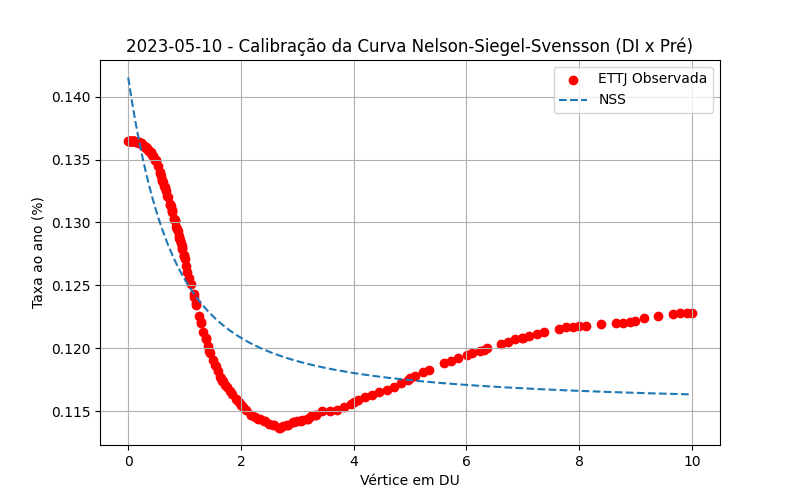 2023-05-10 - Calibração da Curva Nelson-Siegel-Svensson (DI x Pré)
ETTJ Observada
NSS
Taxa ao ano (%)
0.140
0.135
0.130
0.125
0.120
0.115
0 2 4 6 8 10
Vértice em DU